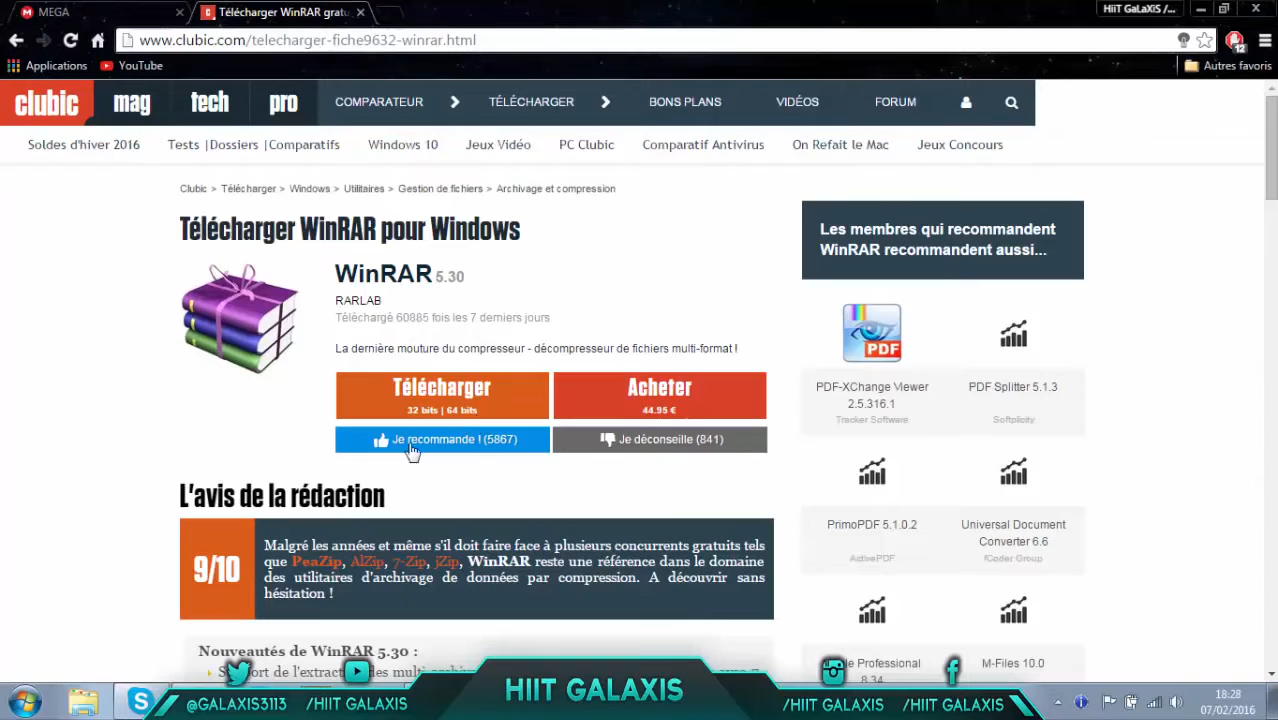 MEGA
Télécharger WinRAR gratu
HiiT GaLaXiS /...
www.clubic.com/telecharger-fiche9632-winrar.html
12
Applications
YouTube
Autres favoris
clubic
mag
tech
pro
COMPARATEUR
TÉLÉCHARGER
BONS PLANS
VIDÉOS
FORUM
Soldes d'hiver 2016
Tests |Dossiers |Comparatifs
Windows 10
Jeux Vidéo
PC Clubic
Comparatif Antivirus
On Refait le Mac
Jeux Concours
Clubic > Télécharger > Windows > Utilitaires > Gestion de fichiers > Archivage et compression
Télécharger WinRAR pour Windows
WinRAR 5.30
RARLAB
Téléchargé 60885 fois les 7 derniers jours
La dernière mouture du compresseur - décompresseur de fichiers multi-format !
Télécharger
32 bits | 64 bits
Acheter
44.95 €
Je recommande ! (5867)
Je déconseille (841)
L'avis de la rédaction
9/10
Malgré les années et même s'il doit faire face à plusieurs concurrents gratuits tels
que PeaZip, AlZip, 7-Zip, jZip, WinRAR reste une référence dans le domaine
des utilitaires d'archivage de données par compression. A découvrir sans
hésitation !
Nouveautés de WinRAR 5.30 :
Les membres qui recommandent
WinRAR recommandent aussi...
PDF
PDF-XChange Viewer
2.5.316.1
Tracker Software
PDF Splitter 5.1.3
Softplicity
PrimoPDF 5.1.0.2
ActivePDF
Universal Document
Converter 6.6
fCoder Group
Professional
8.34
M-Files 10.0
@GALAXIS3113
/HIIT GALAXIS
HIIT GALAXIS
/HIIT GALAXIS
/HIIT GALAXIS
18:28
07/02/2016